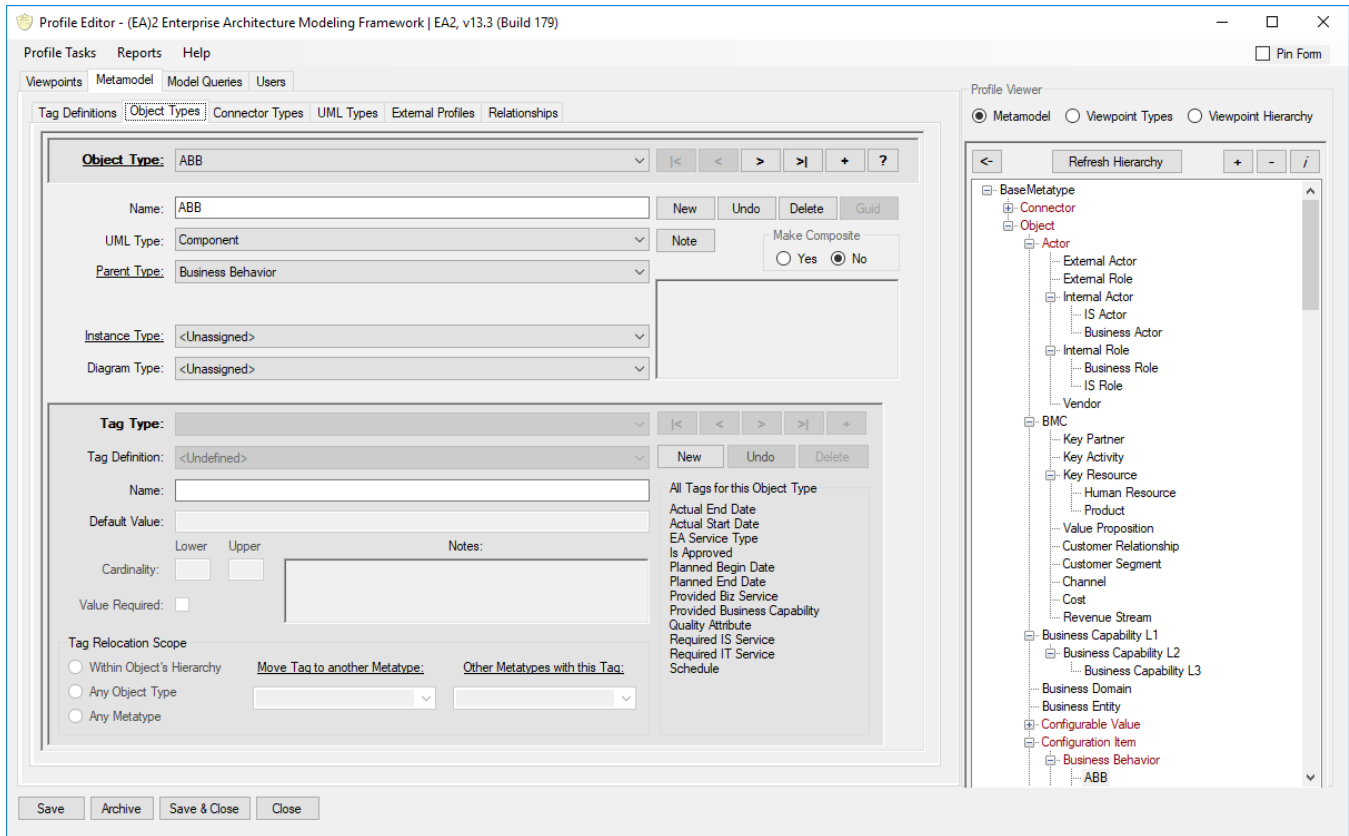 Profile Editor - (EA)2 Enterprise Architecture Modeling Framework | EA2, v13.3 (Build 179)
Profile Tasks Reports Help
Pin Form
Viewpoints Metamodel Model Queries Users
Tag Definitions Object Types Connector Types UML Types External Profiles Relationships
Object Type: ABB |< < > >| + ?
Name: ABB New Undo Delete Guid
UML Type: Component Note Make Composite
Yes No
Parent Type: Business Behavior
Instance Type: <Unassigned>
Diagram Type: <Unassigned>
Tag Type: |< < > >| +
Tag Definition: <Undefined> New Undo Delete
Name:
Default Value:
Lower Upper Notes:
Cardinality:
Value Required:
Tag Relocation Scope
Within Object's Hierarchy Move Tag to another Metatype: Other Metatypes with this Tag:
Any Object Type
Any Metatype
All Tags for this Object Type
Actual End Date
Actual Start Date
EA Service Type
Is Approved
Planned Begin Date
Planned End Date
Provided Biz Service
Provided Business Capability
Quality Attribute
Required IS Service
Required IT Service
Schedule
Profile Viewer
Metamodel Viewpoint Types Viewpoint Hierarchy
<- Refresh Hierarchy + - i
BaseMetatype
Connector
Object
Actor
External Actor
External Role
Internal Actor
IS Actor
Business Actor
Internal Role
Business Role
IS Role
Vendor
BMC
Key Partner
Key Activity
Key Resource
Human Resource
Product
Value Proposition
Customer Relationship
Customer Segment
Channel
Cost
Revenue Stream
Business Capability L1
Business Capability L2
Business Capability L3
Business Domain
Business Entity
Configurable Value
Configuration Item
Business Behavior
ABB
Save Archive Save & Close Close